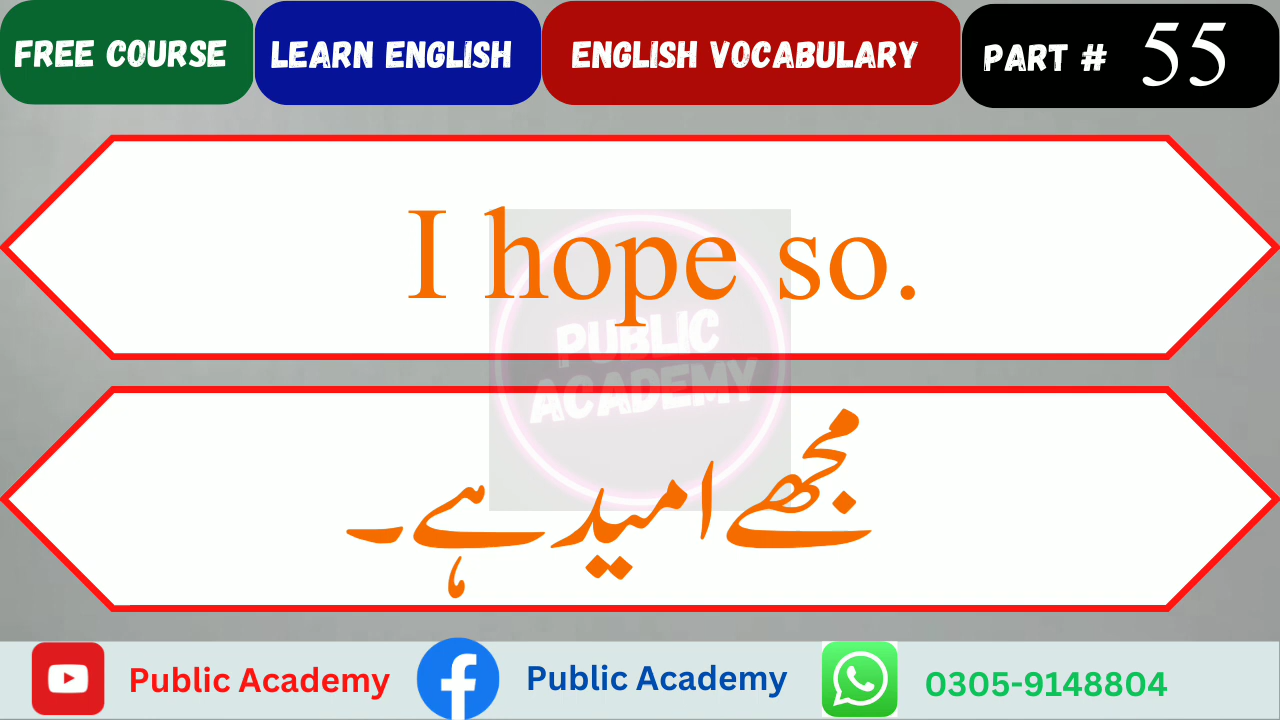 FREE COURSE
LEARN ENGLISH
ENGLISH VOCABULARY
PART # 55
I hope so.
PUBLIC
ACADEMY
مجھے امید ہے۔
Public Academy
Public Academy
0305-9148804